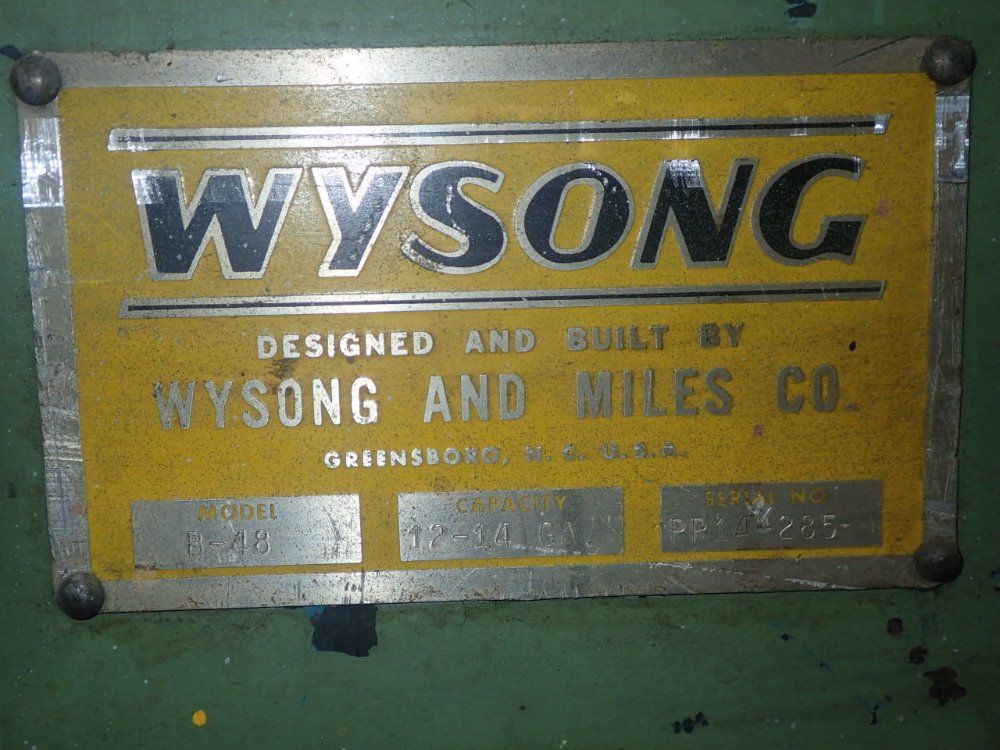 WYSONG
DESIGNED AND BUILT BY
WYSONG AND MILES CO.
GREENSBORO, N. C. U.S.A.
MODEL
B-48
CAPACITY
12-14 GA.
SERIAL NO
PR14-285-